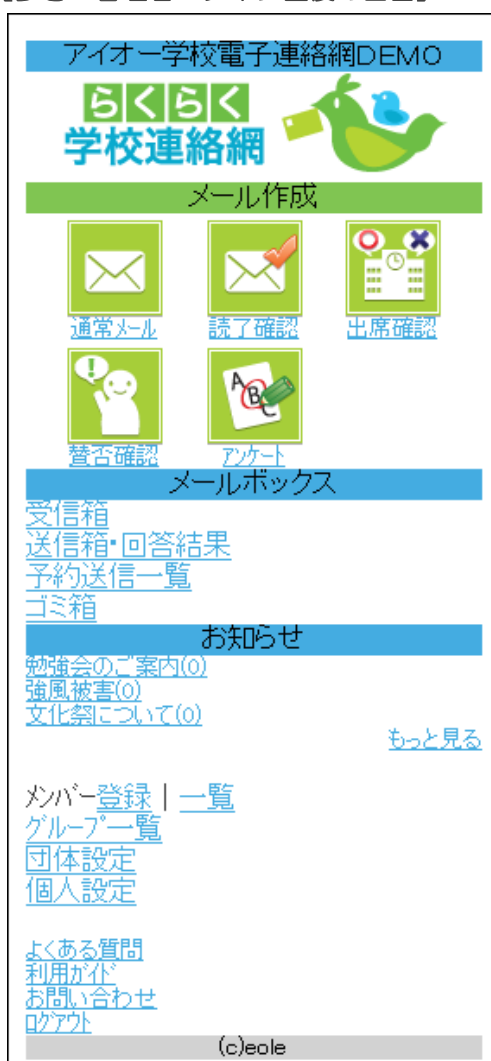 アイオー学校電子連絡網DEMO
らくらく
学校連絡網
メール作成
通常ﾒｰﾙ
読了確認
出席確認
ABC
賛否確認
ｱﾝｹｰﾄ
メールボックス
受信箱
送信箱・回答結果
予約送信一覧
ゴミ箱
お知らせ
勉強会のご案内(0)
強風被害(0)
文化祭について(0)
もっと見る
ﾒﾝﾊﾞｰ登録 | 一覧
ｸﾞﾙｰﾌﾟ一覧
団体設定
個人設定
よくある質問
利用ｶﾞｲﾄﾞ
お問い合わせ
ﾛｸﾞｱｳﾄ
(c)eole